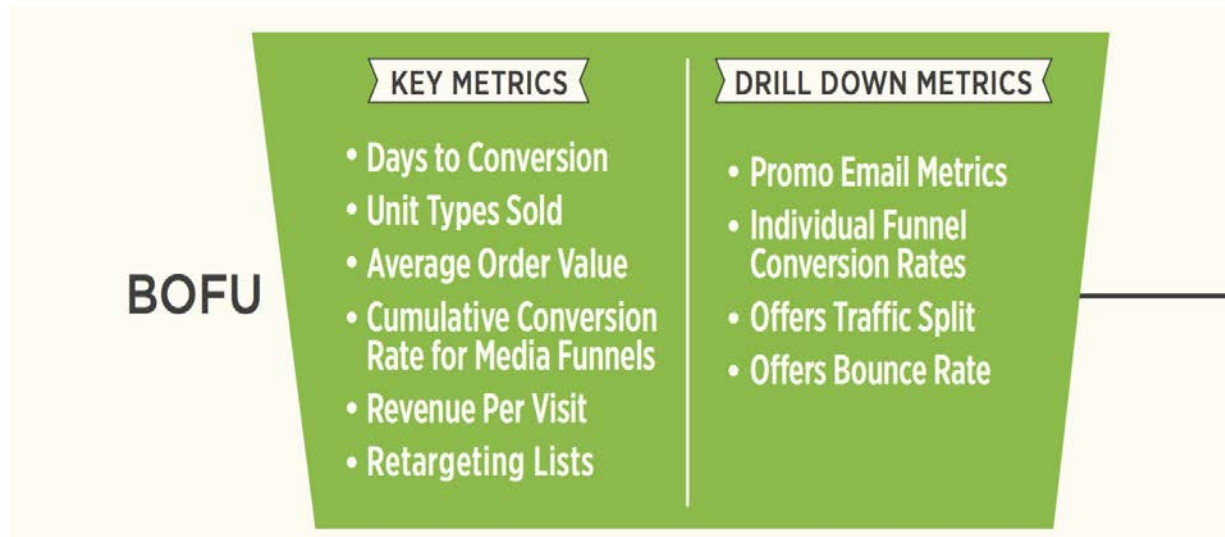 BOFU
KEY METRICS
• Days to Conversion
• Unit Types Sold
• Average Order Value
• Cumulative Conversion
Rate for Media Funnels
• Revenue Per Visit
• Retargeting Lists
DRILL DOWN METRICS
• Promo Email Metrics
• Individual Funnel
Conversion Rates
• Offers Traffic Split
• Offers Bounce Rate